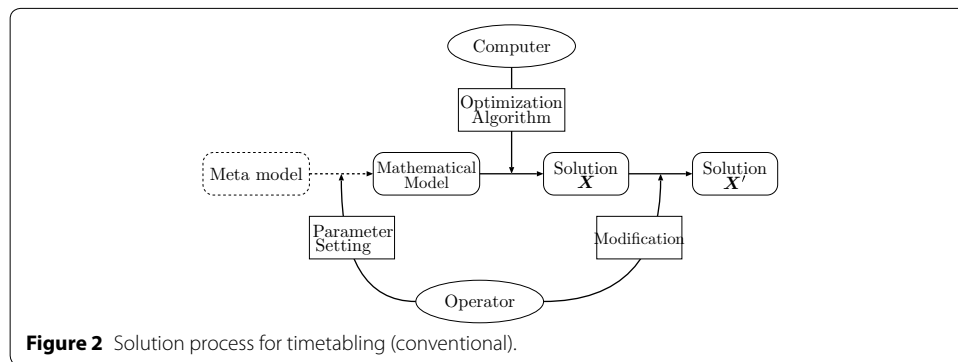 Computer
Optimization
Algorithm
Meta model
Mathematical
Model
Solution
X
Solution
X′
Parameter
Setting
Modification
Operator
Figure 2 Solution process for timetabling (conventional).